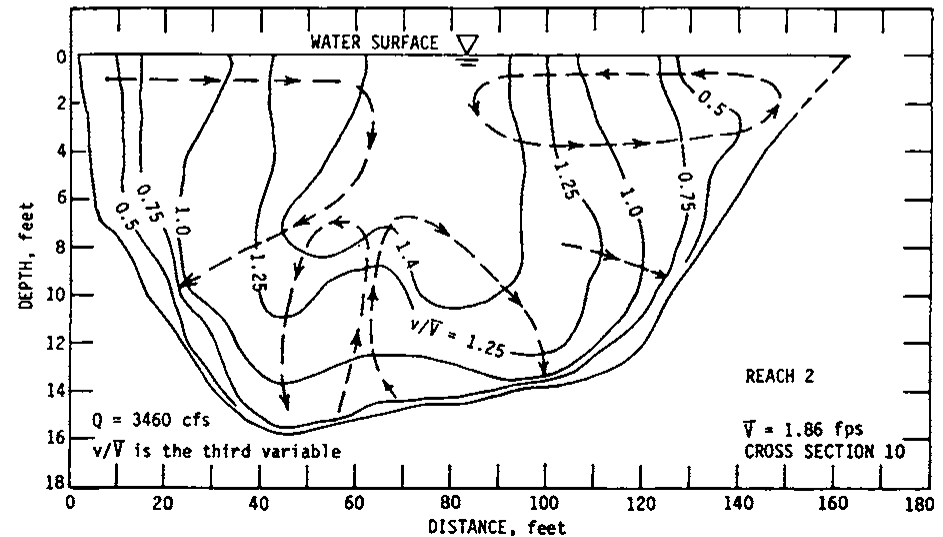 WATER SURFACE
0
2
4
6
8
10
12
14
16
18
DEPTH, feet
0.5
0.75
1.0
1.25
1.4
v/V̅ = 1.25
1.25
1.0
0.75
0.5
REACH 2
Q = 3460 cfs
v/V̅ is the third variable
V̅ = 1.86 fps
CROSS SECTION 10
0 20 40 60 80 100 120 140 160 180
DISTANCE, feet